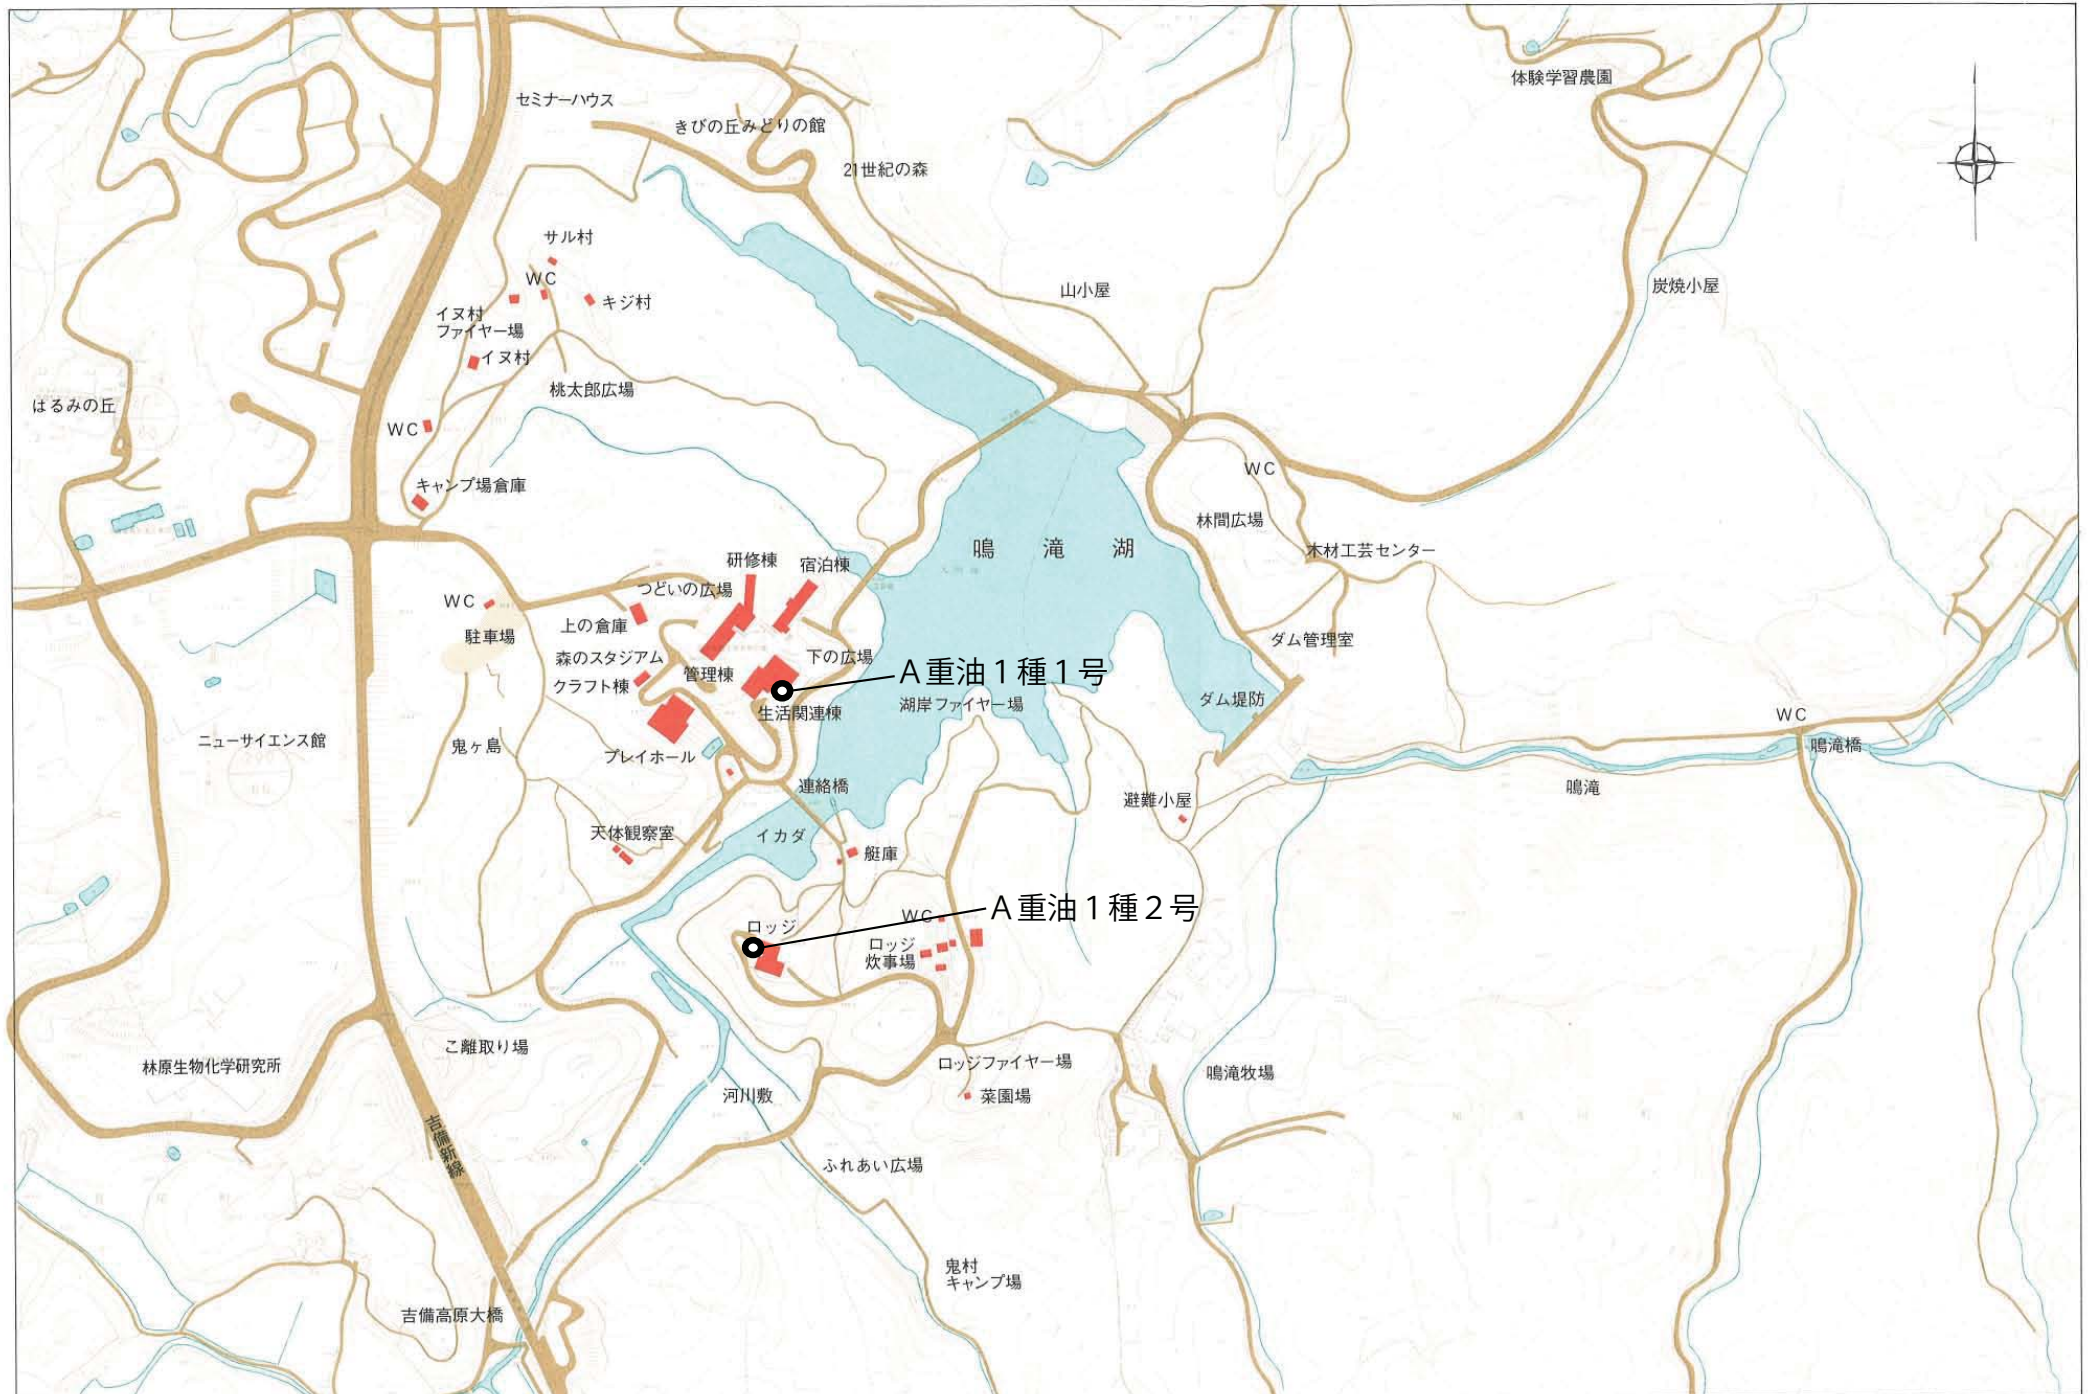 セミナーハウス
体験学習農園
きびの丘みどりの館
21世紀の森
サル村
WC
キジ村
イヌ村
ファイヤー場
イヌ村
山小屋
炭焼小屋
桃太郎広場
はるみの丘
WC
キャンプ場倉庫
WC
林間広場
鳴滝湖
木材工芸センター
研修棟
宿泊棟
つどいの広場
WC
上の倉庫
駐車場
ダム管理室
森のスタジアム
下の広場
管理棟
クラフト棟
A重油1種1号
生活関連棟
湖岸ファイヤー場
ダム堤防
WC
鳴滝橋
ニューサイエンス館
鬼ヶ島
プレイホール
連絡橋
避難小屋
鳴滝
天体観察室
イカダ
艇庫
A重油1種2号
WC
ロッジ
ロッジ
炊事場
こ離取り場
林原生物化学研究所
ロッジファイヤー場
鳴滝牧場
河川敷
菜園場
吉備新線
ふれあい広場
鬼村
キャンプ場
吉備高原大橋